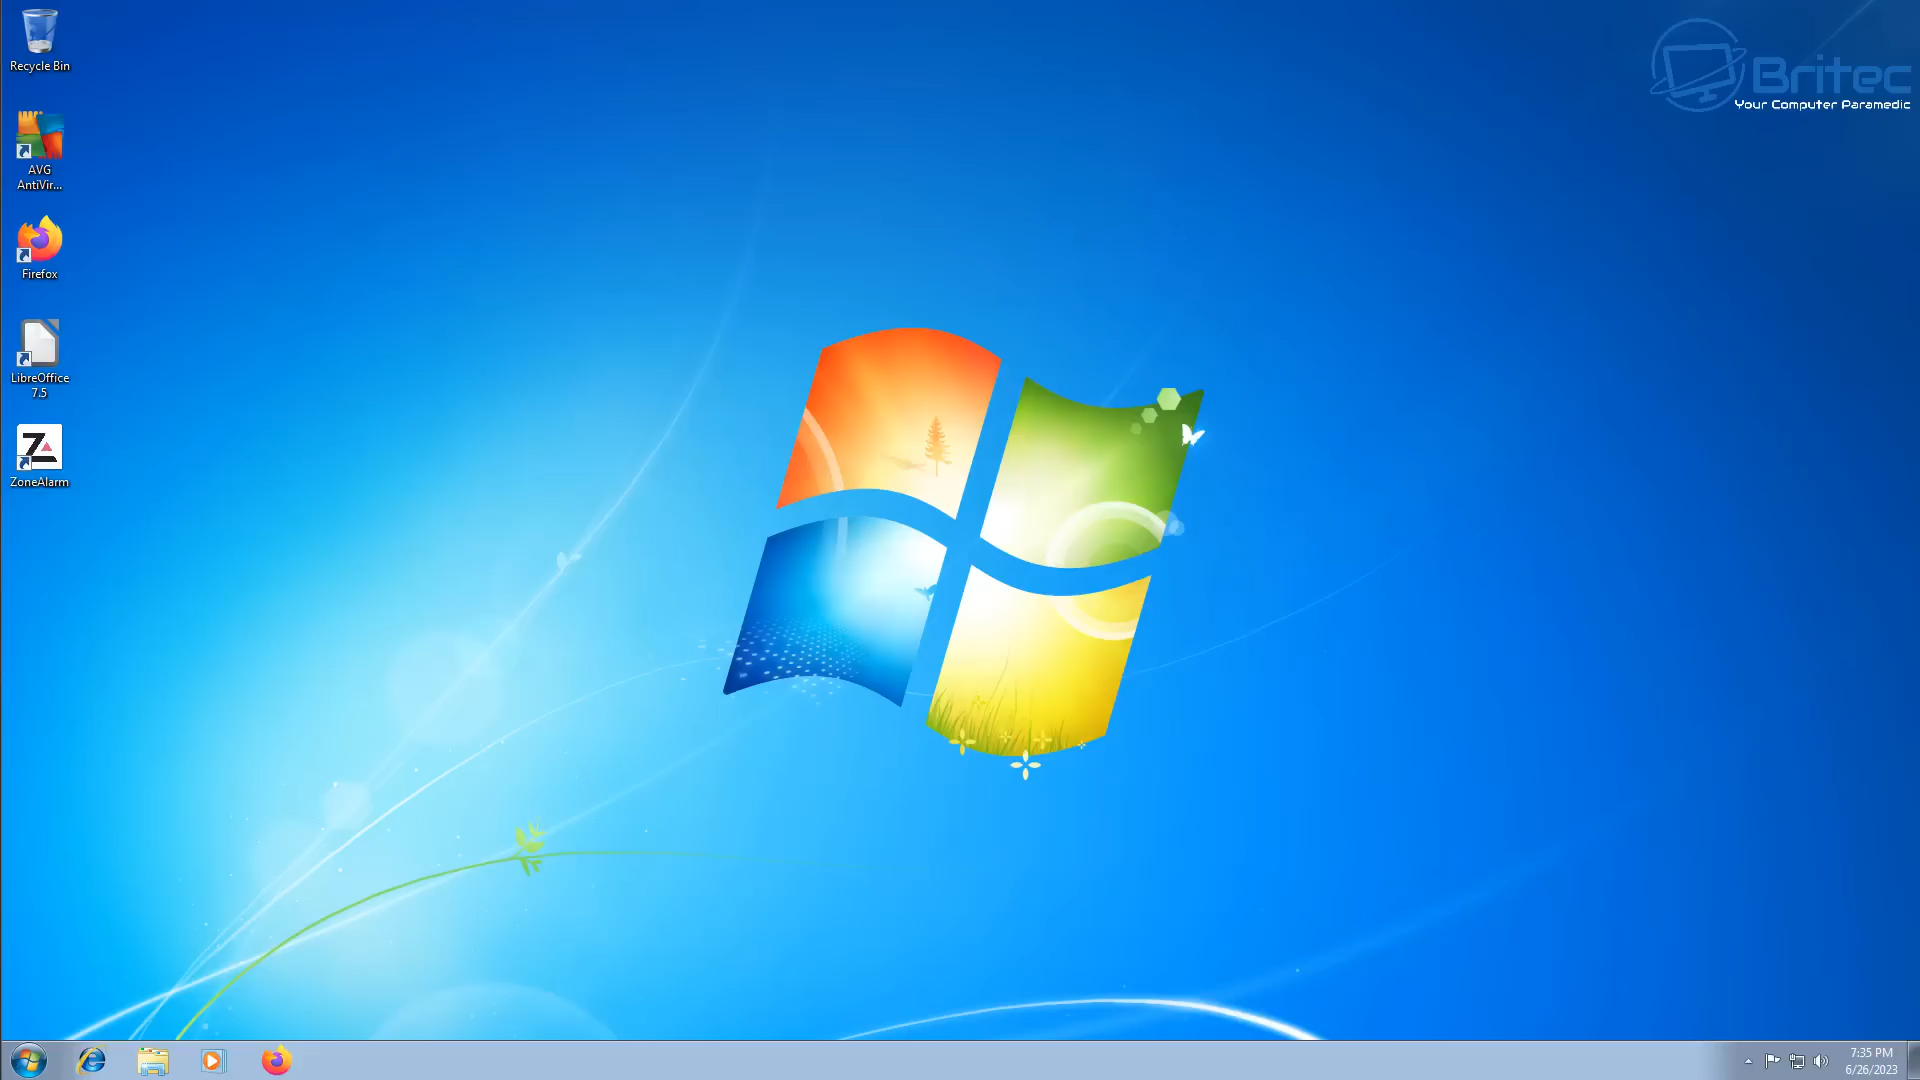 Recycle Bin
AVG
AntiVir...
Firefox
LibreOffice
7.5
ZoneAlarm
Britec
Your Computer Paramedic
7:35 PM
6/26/2023